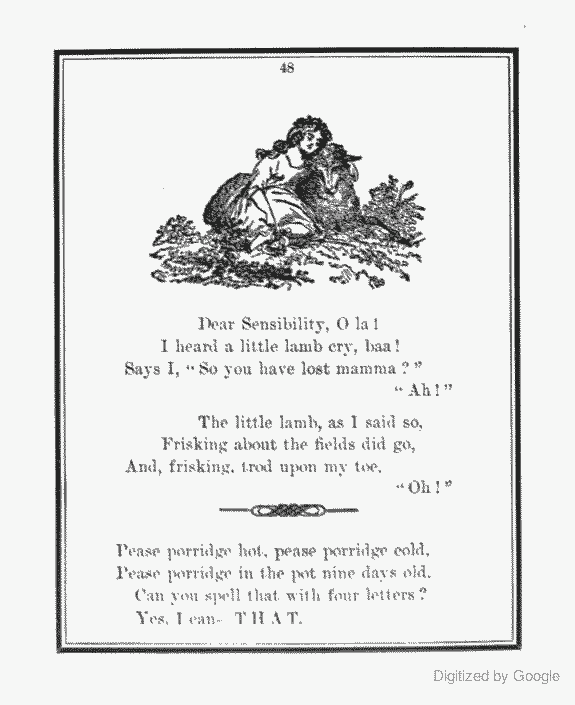 48
Dear Sensibility, O la!
I heard a little lamb cry, baa!
Says I, "So you have lost mamma?"
"Ah!"
The little lamb, as I said so,
Frisking about the fields did go,
And, frisking, trod upon my toe.
"Oh!"
Pease porridge hot, pease porridge cold,
Pease porridge in the pot nine days old.
Can you spell that with four letters?
Yes, I can- T H A T.
Digitized by Google